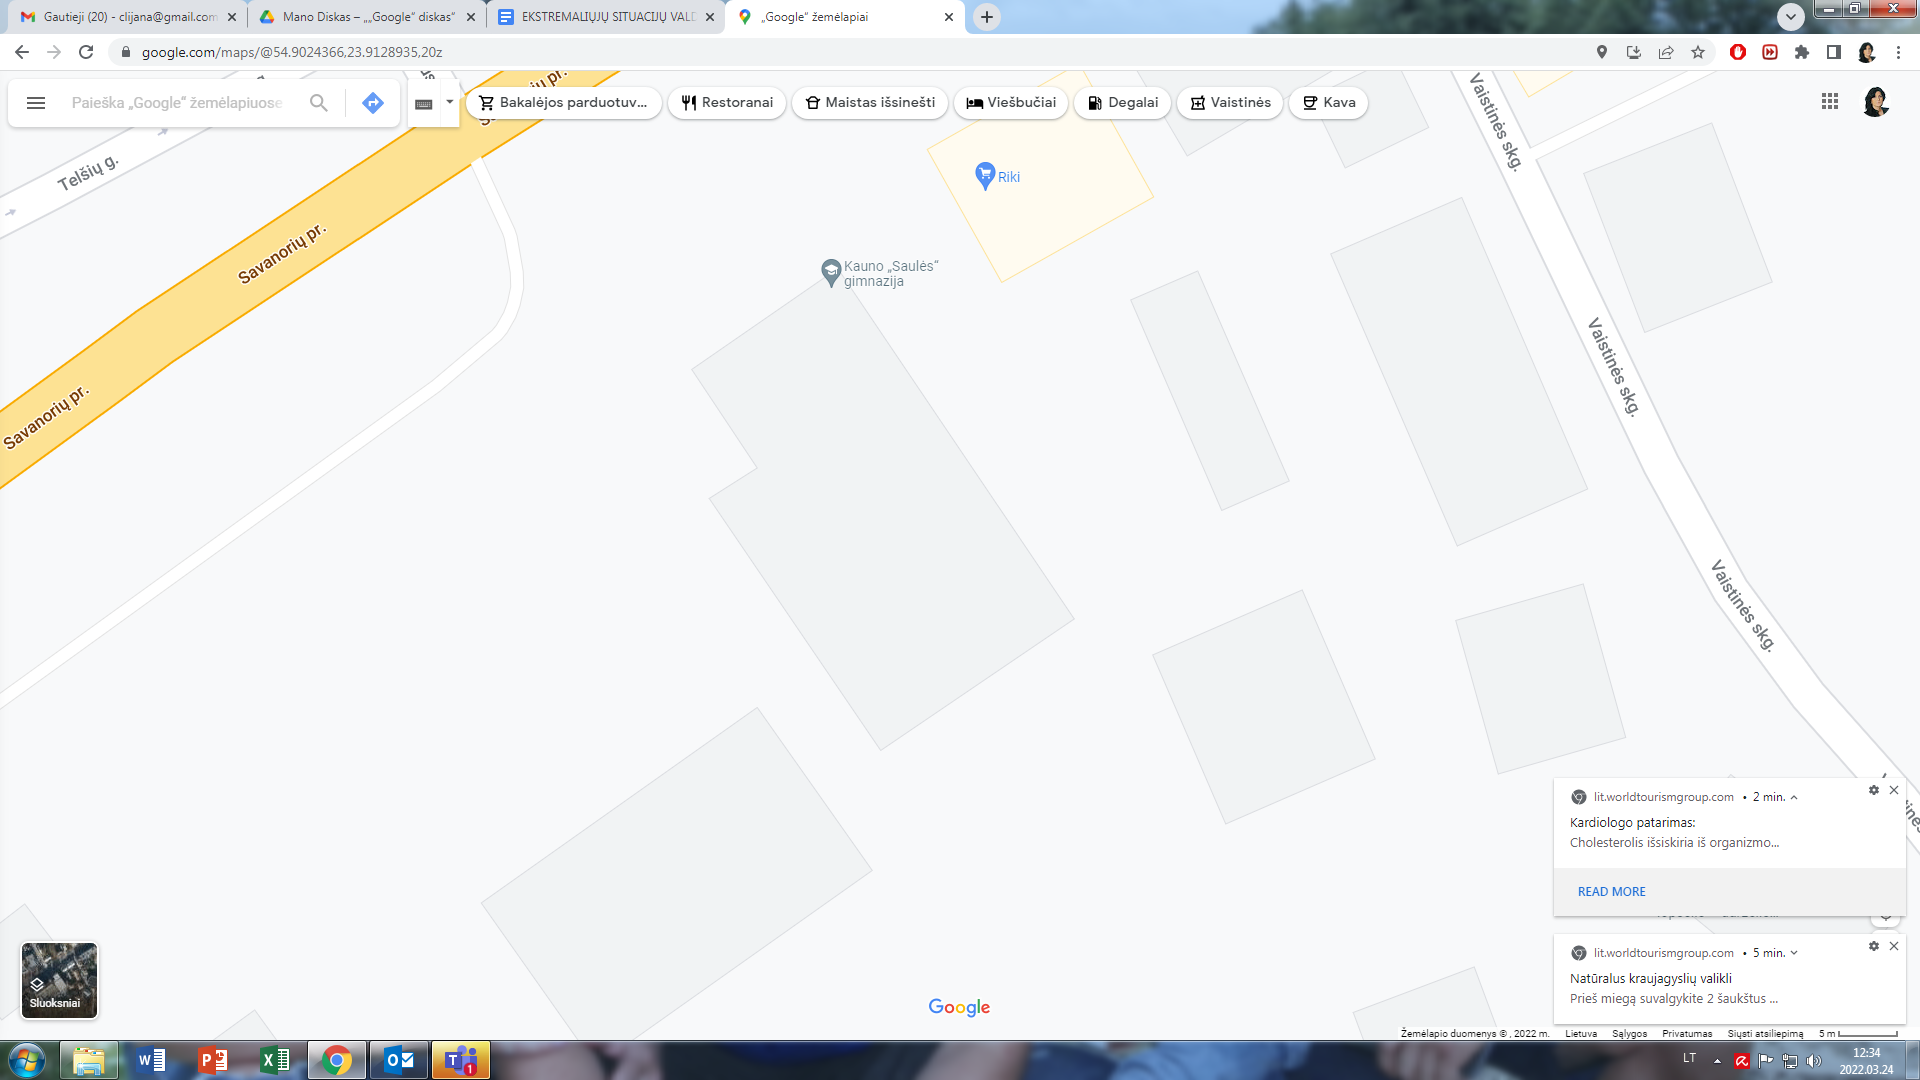 Gautieji (20) - clijana@gmail.com
Mano Diskas – „„Google“ diskas“
EKSTREMALIŲJŲ SITUACIJŲ VALD
„Google“ žemėlapiai
google.com/maps/@54.9024366,23.9128935,20z
Paieška „Google“ žemėlapiuose
Bakalėjos parduotuv...
Restoranai
Maistas išsinešti
Viešbučiai
Degalai
Vaistinės
Kava
Telšių g.
Savanorių pr.
Savanorių pr.
Riki
Kauno „Saulės“
gimnazija
Vaistinės skg.
Vaistinės skg.
Vaistinės skg.
lit.worldtourismgroup.com • 2 min.
Kardiologo patarimas:
Cholesterolis išsiskiria iš organizmo...
READ MORE
lit.worldtourismgroup.com • 5 min.
Natūralus kraujagyslių valikli
Prieš miegą suvalgykite 2 šaukštus ...
Sluoksniai
Google
Žemėlapio duomenys © , 2022 m.
Lietuva
Sąlygos
Privatumas
Siųsti atsiliepimą
5 m
LT
12:34
2022.03.24
1